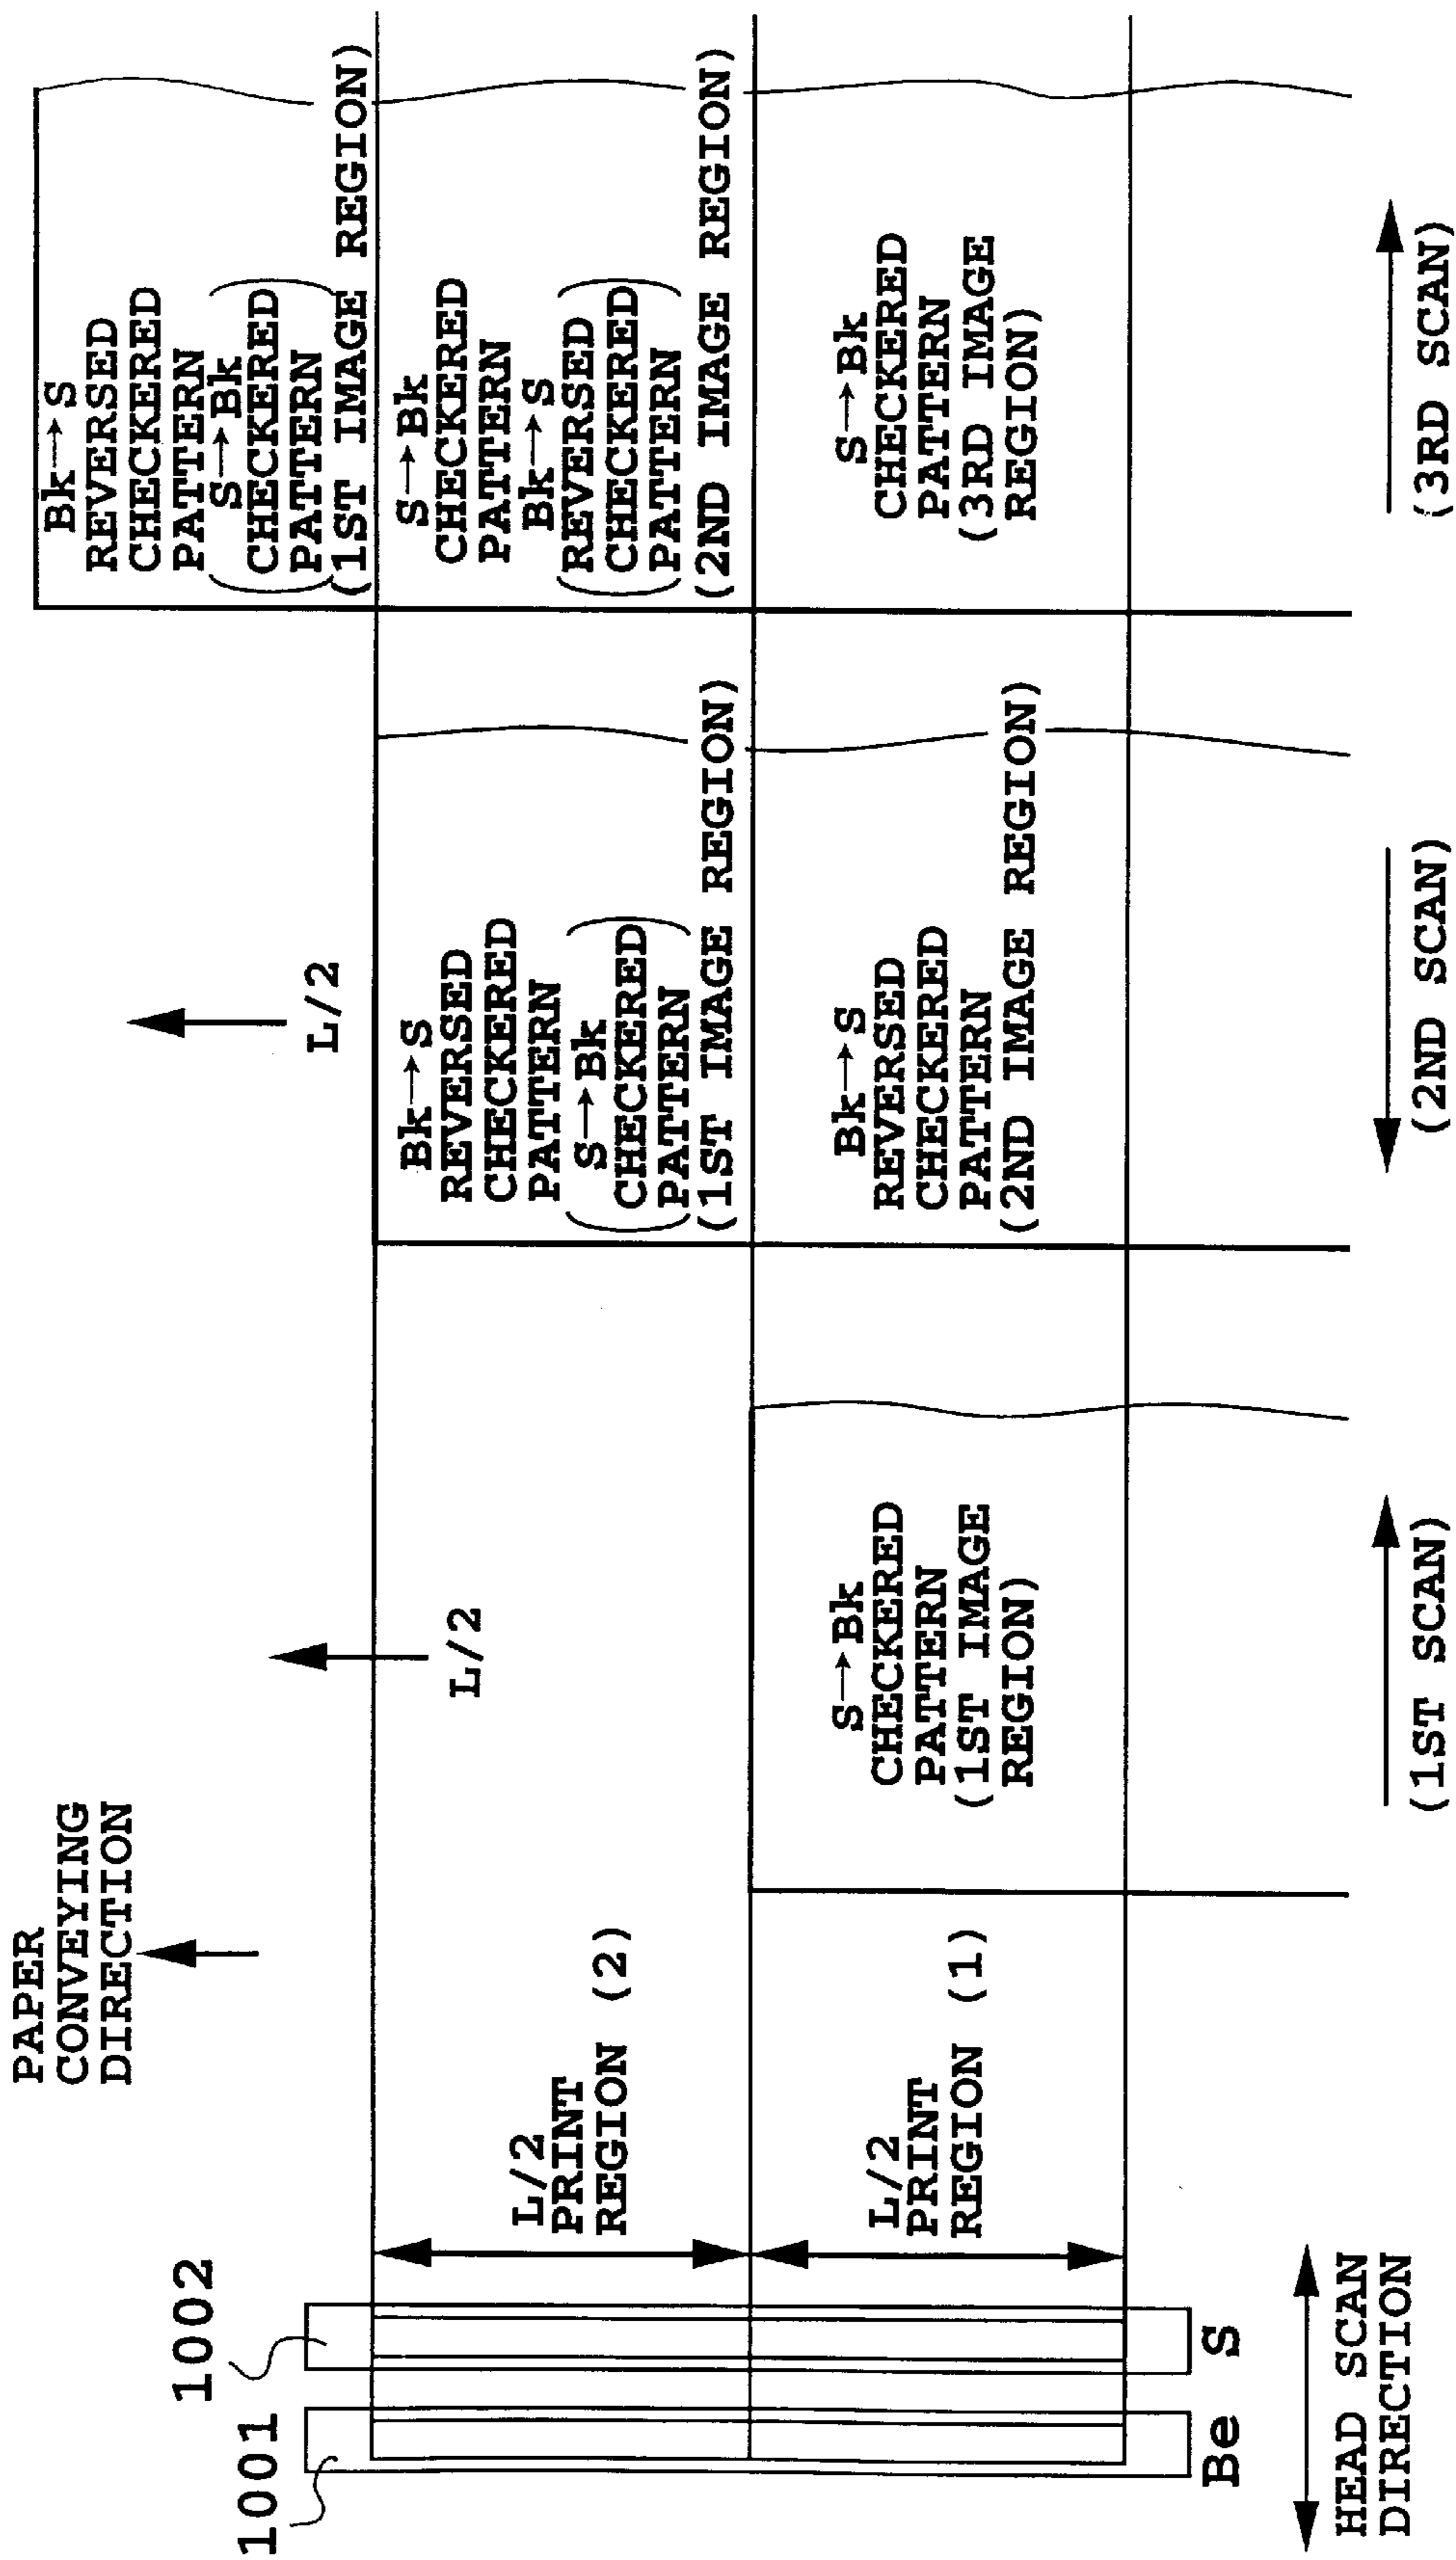 PAPER
CONVEYING
DIRECTION
1001
1002
Be
S
HEAD SCAN
DIRECTION
L/2
PRINT
REGION (2)
L/2
PRINT
REGION (1)
L/2
S→Bk
CHECKERED
PATTERN
(1ST IMAGE
REGION)
(1ST SCAN)
L/2
Bk→S
REVERSED
CHECKERED
PATTERN
S→Bk
(CHECKERED
PATTERN)
(1ST IMAGE REGION)
Bk→S
REVERSED
CHECKERED
PATTERN
(2ND IMAGE REGION)
(2ND SCAN)
Bk→S
REVERSED
CHECKERED
PATTERN
S→Bk
(CHECKERED
PATTERN)
(1ST IMAGE REGION)
S→Bk
CHECKERED
PATTERN
Bk→S
(REVERSED
CHECKERED
PATTERN)
(2ND IMAGE REGION)
S→Bk
CHECKERED
PATTERN
(3RD IMAGE
REGION)
(3RD SCAN)